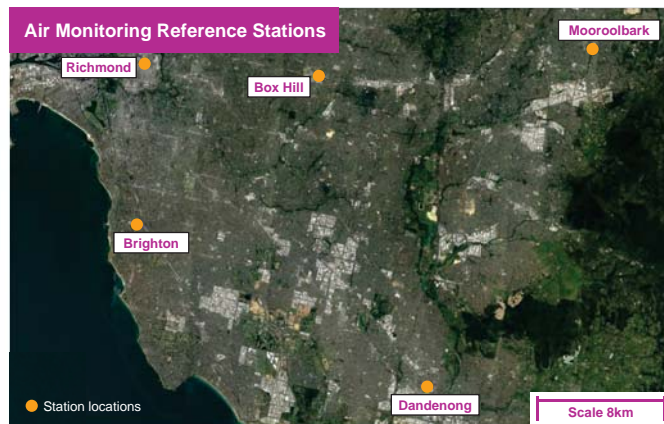 Air Monitoring Reference Stations
Mooroolbark
Richmond
Box Hill
Brighton
Station locations
Dandenong
Scale 8km